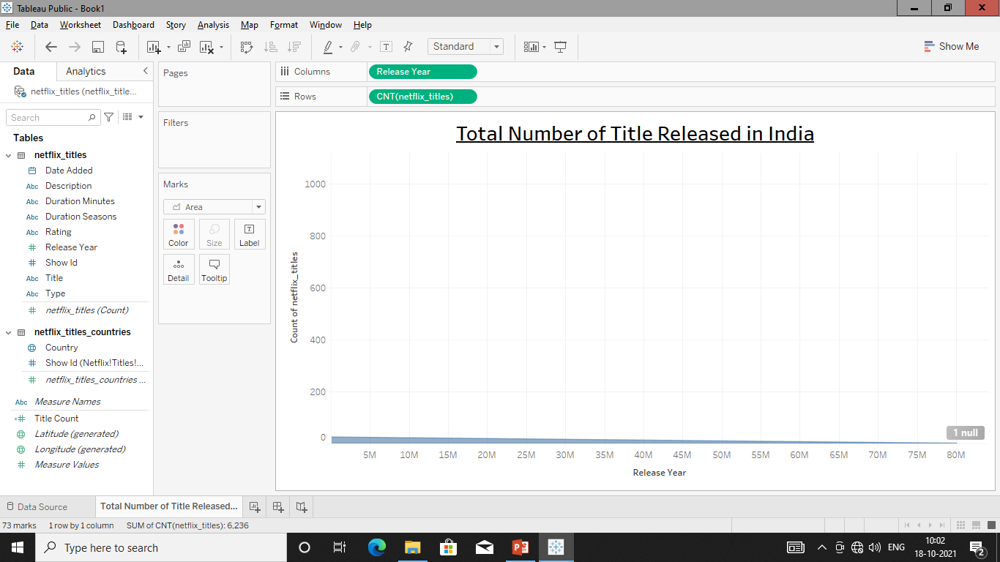 Tableau Public - Book1
File Data Worksheet Dashboard Story Analysis Map Format Window Help
Standard
Show Me
Data Analytics
netflix_titles (netflix_title...
Search
Tables
netflix_titles
Date Added
Abc Description
Abc Duration Minutes
Abc Duration Seasons
Abc Rating
Release Year
Show Id
Abc Title
Abc Type
netflix_titles (Count)
netflix_titles_countries
Country
Show Id (Netflix!Titles!...
netflix_titles_countries ...
Abc Measure Names
Title Count
Latitude (generated)
Longitude (generated)
Measure Values
Pages
Filters
Marks
Area
Color Size Label
Detail Tooltip
Columns Release Year
Rows CNT(netflix_titles)
Total Number of Title Released in India
Count of netflix_titles
1000
800
600
400
200
0
1 null
5M 10M 15M 20M 25M 30M 35M 40M 45M 50M 55M 60M 65M 70M 75M 80M
Release Year
Data Source Total Number of Title Released...
73 marks 1 row by 1 column SUM of CNT(netflix_titles): 6,236
Type here to search
ENG
10:02
18-10-2021
2